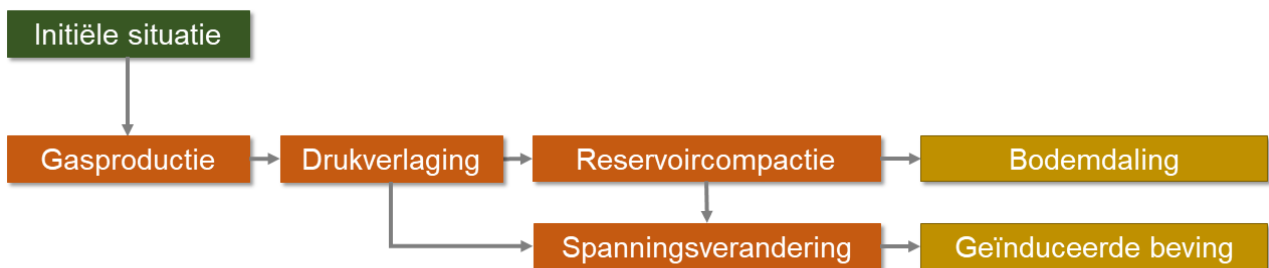 Initiële situatie
Gasproductie
Drukverlaging
Reservoircompactie
Bodemdaling
Spanningsverandering
Geïnduceerde beving